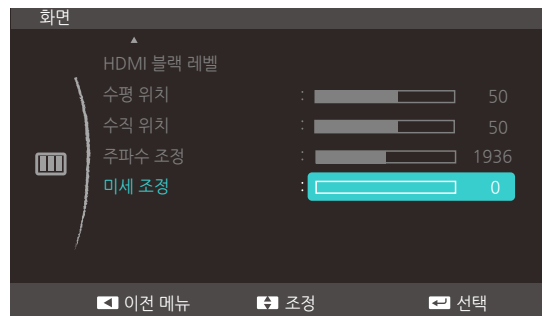 화면
HDMI 블랙 레벨
수평 위치 : 50
수직 위치 : 50
주파수 조정 : 1936
미세 조정 : 0
이전 메뉴 조정 선택